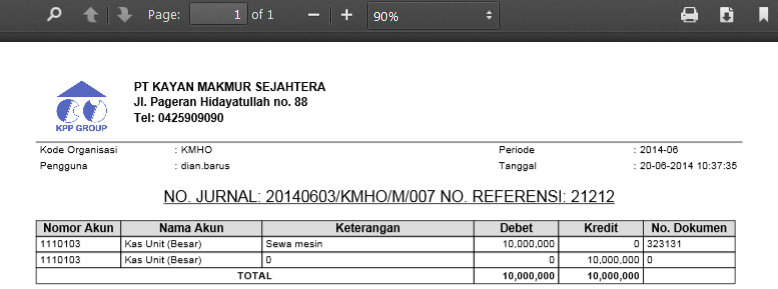 Page: 1 of 1 90%
PT KAYAN MAKMUR SEJAHTERA
Jl. Pageran Hidayatullah no. 88
Tel: 0425909090
KPP GROUP
Kode Organisasi : KMHO Periode : 2014-06
Pengguna : dian.barus Tanggal : 20-06-2014 10:37:35
NO. JURNAL: 20140603/KMHO/M/007 NO. REFERENSI: 21212
Nomor Akun Nama Akun Keterangan Debet Kredit No. Dokumen
1110103 Kas Unit (Besar) Sewa mesin 10,000,000 0 323131
1110103 Kas Unit (Besar) 0 0 10,000,000 0
TOTAL 10,000,000 10,000,000